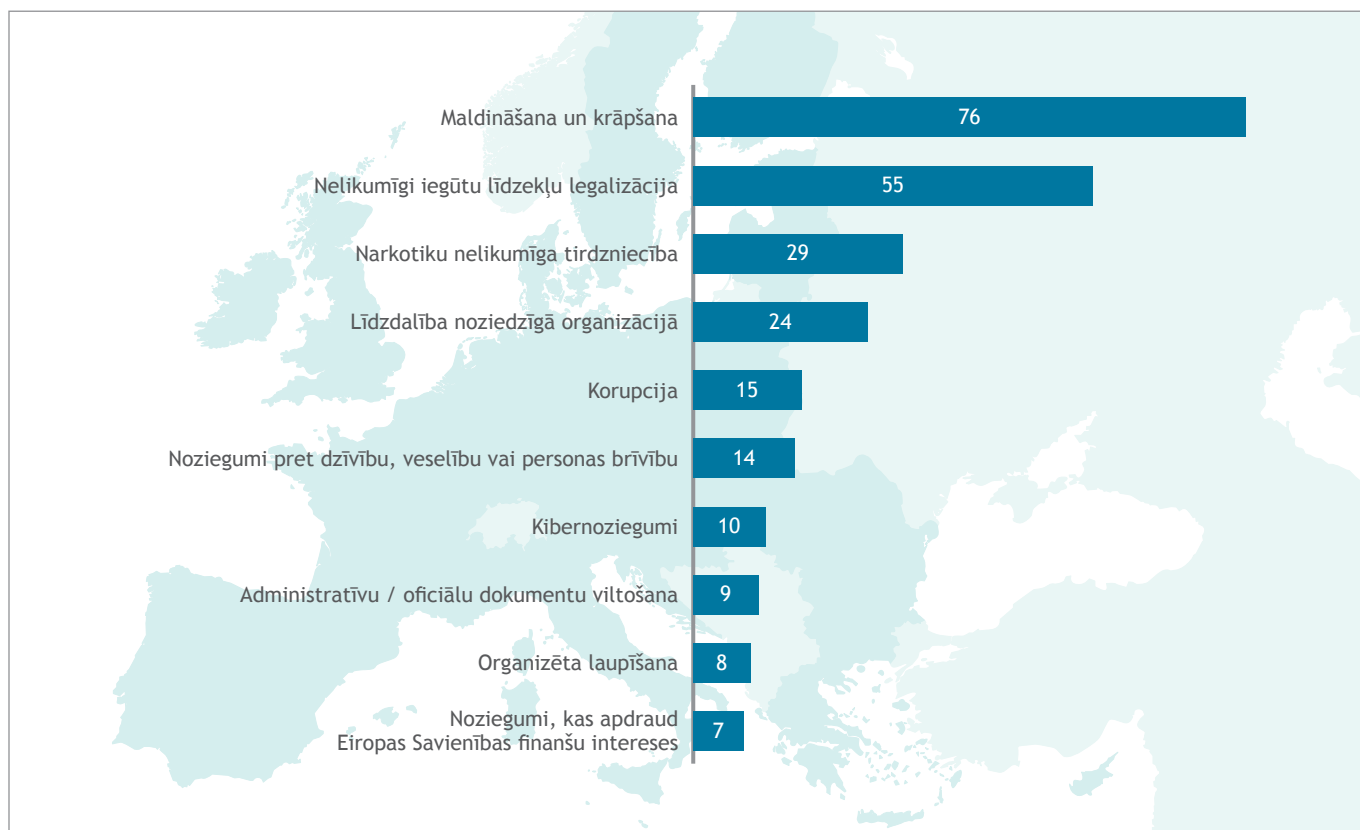 Maldināšana un krāpšana
76
Nelikumīgi iegūtu līdzekļu legalizācija
55
Narkotiku nelikumīga tirdzniecība
29
Līdzdalība noziedzīgā organizācijā
24
Korupcija
15
Noziegumi pret dzīvību, veselību vai personas brīvību
14
Kibernoziegumi
10
Administratīvu / oficiālu dokumentu viltošana
9
Organizēta laupīšana
8
Noziegumi, kas apdraud
Eiropas Savienības finanšu intereses
7